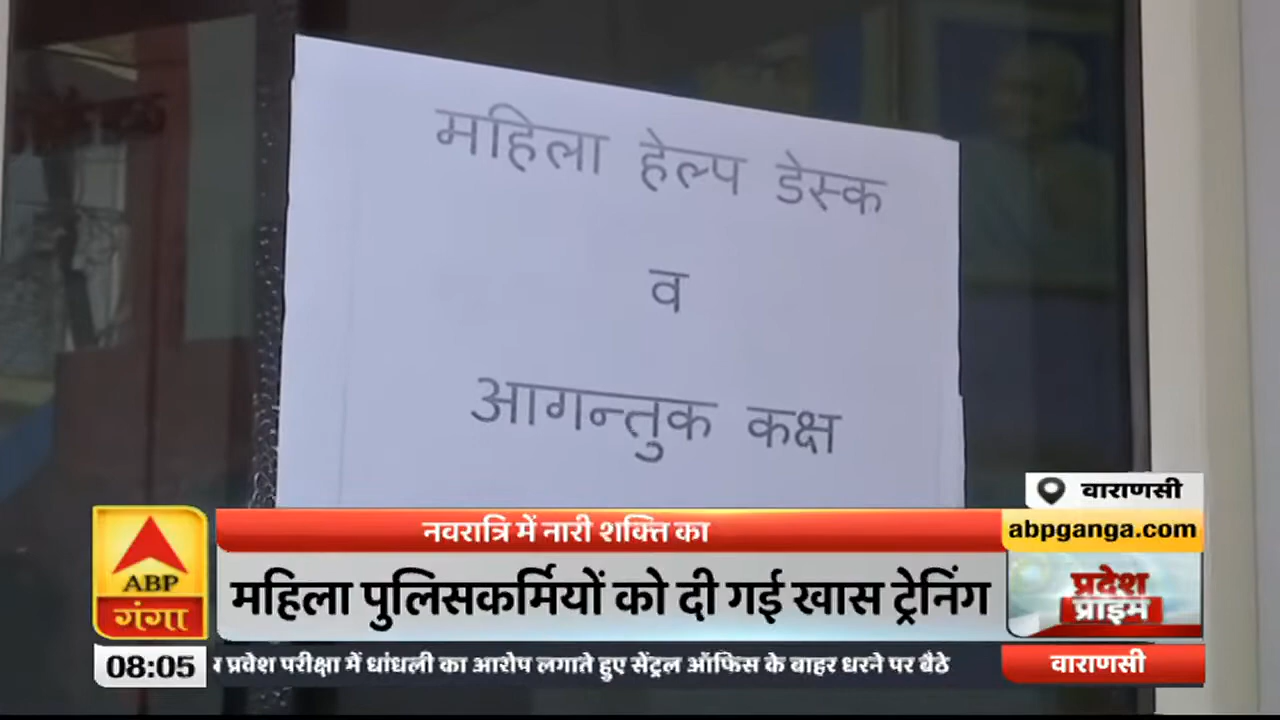 महिला हेल्प डेस्क
व
आगन्तुक कक्ष
वाराणसी
नवरात्रि में नारी शक्ति का
abpganga.com
ABP
गंगा
महिला पुलिसकर्मियों को दी गई खास ट्रेनिंग
प्रदेश
प्राइम
08:05
प्रवेश परीक्षा में धांधली का आरोप लगाते हुए सेंट्रल ऑफिस के बाहर धरने पर बैठे
वाराणसी